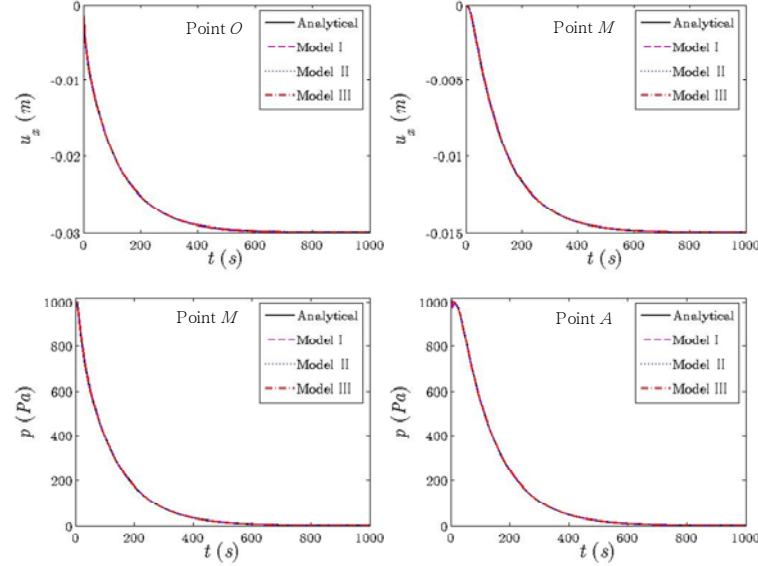 0
-0.01
-0.02
-0.03
u_x (m)
0 200 400 600 800 1000
t (s)
Point O
Analytical
Model I
Model II
Model III
0
-0.005
-0.01
-0.015
u_x (m)
0 200 400 600 800 1000
t (s)
Point M
Analytical
Model I
Model II
Model III
1000
800
600
400
200
0
p (Pa)
0 200 400 600 800 1000
t (s)
Point M
Analytical
Model I
Model II
Model III
1000
800
600
400
200
0
p (Pa)
0 200 400 600 800 1000
t (s)
Point A
Analytical
Model I
Model II
Model III